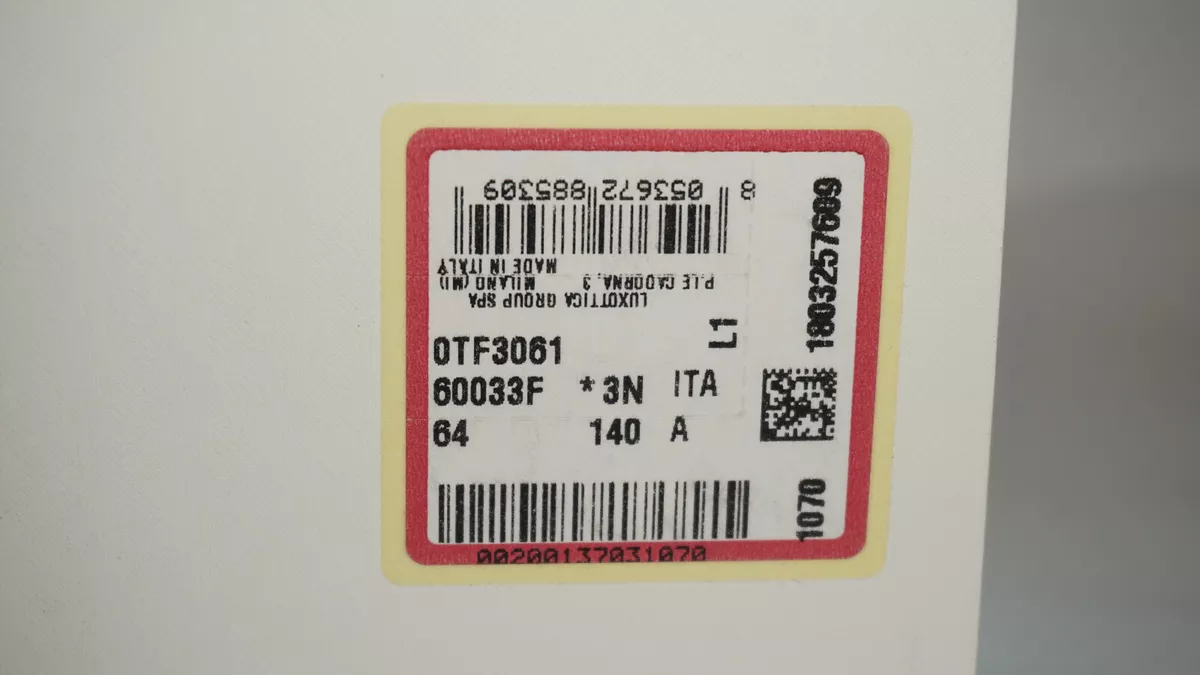 8 053672 885309
LUXOTTICA GROUP SPA
P.LE CADORNA, 3 MILANO (MI)
MADE IN ITALY
0TF3061
60033F * 3N ITA
64 140 A
L1
1803257609
1070
00200137031070